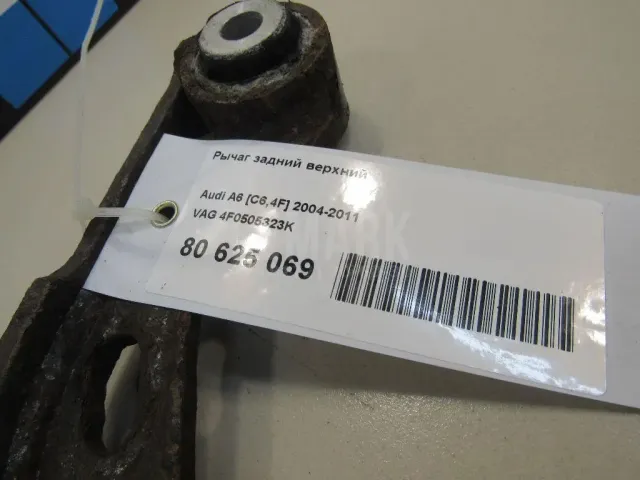 Рычаг задний верхний
Audi A6 [C6,4F] 2004-2011
VAG 4F0505323K
80 625 069